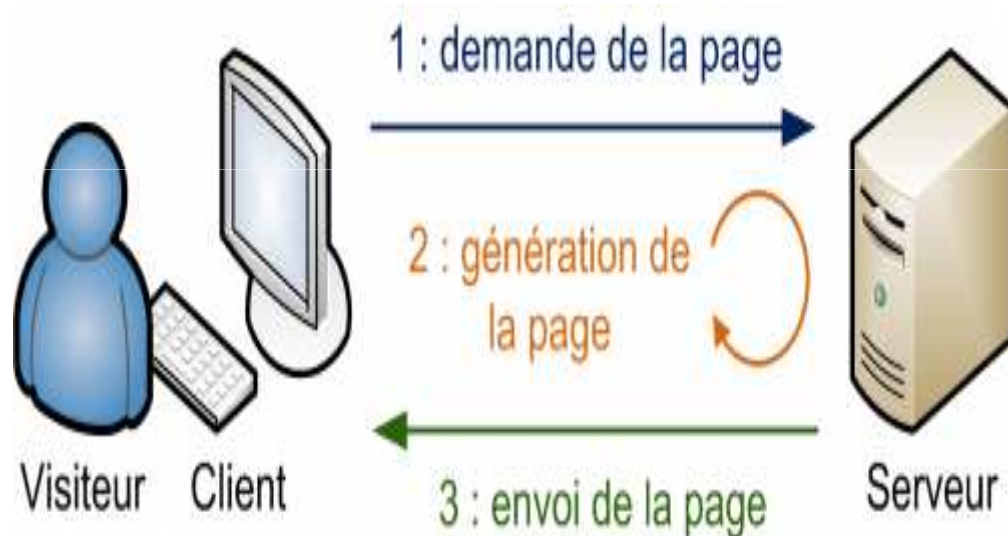 1 : demande de la page
2 : génération de
la page
3 : envoi de la page
Visiteur
Client
Serveur